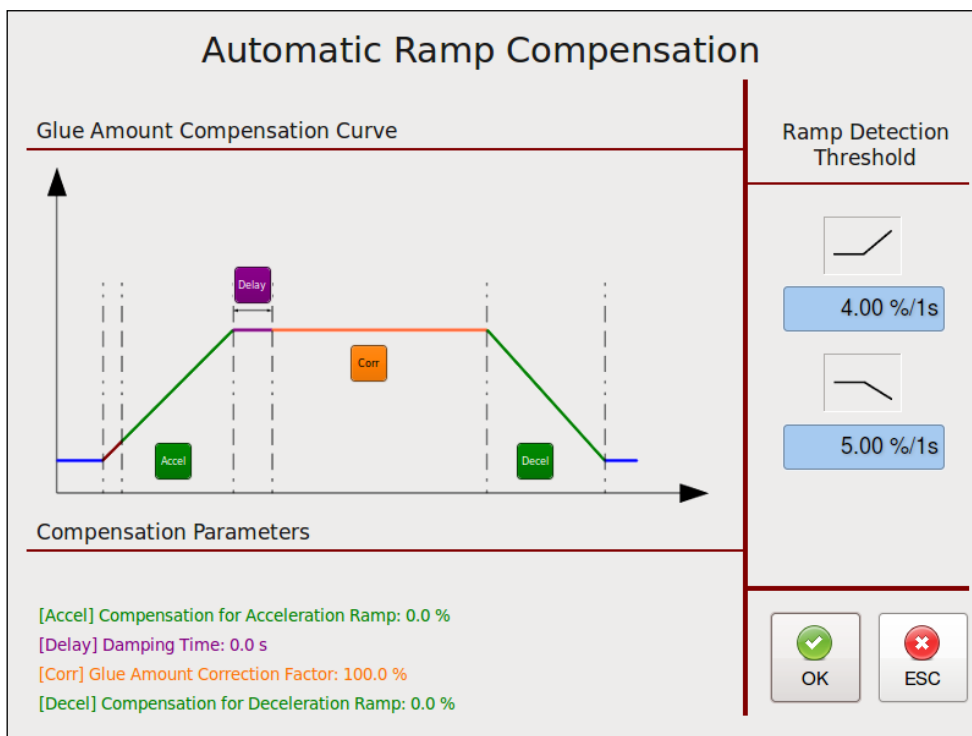 Automatic Ramp Compensation
Glue Amount Compensation Curve
Delay
Corr
Accel
Decel
Compensation Parameters
[Accel] Compensation for Acceleration Ramp: 0.0 %
[Delay] Damping Time: 0.0 s
[Corr] Glue Amount Correction Factor: 100.0 %
[Decel] Compensation for Deceleration Ramp: 0.0 %
Ramp Detection
Threshold
4.00 %/1s
5.00 %/1s
OK
ESC